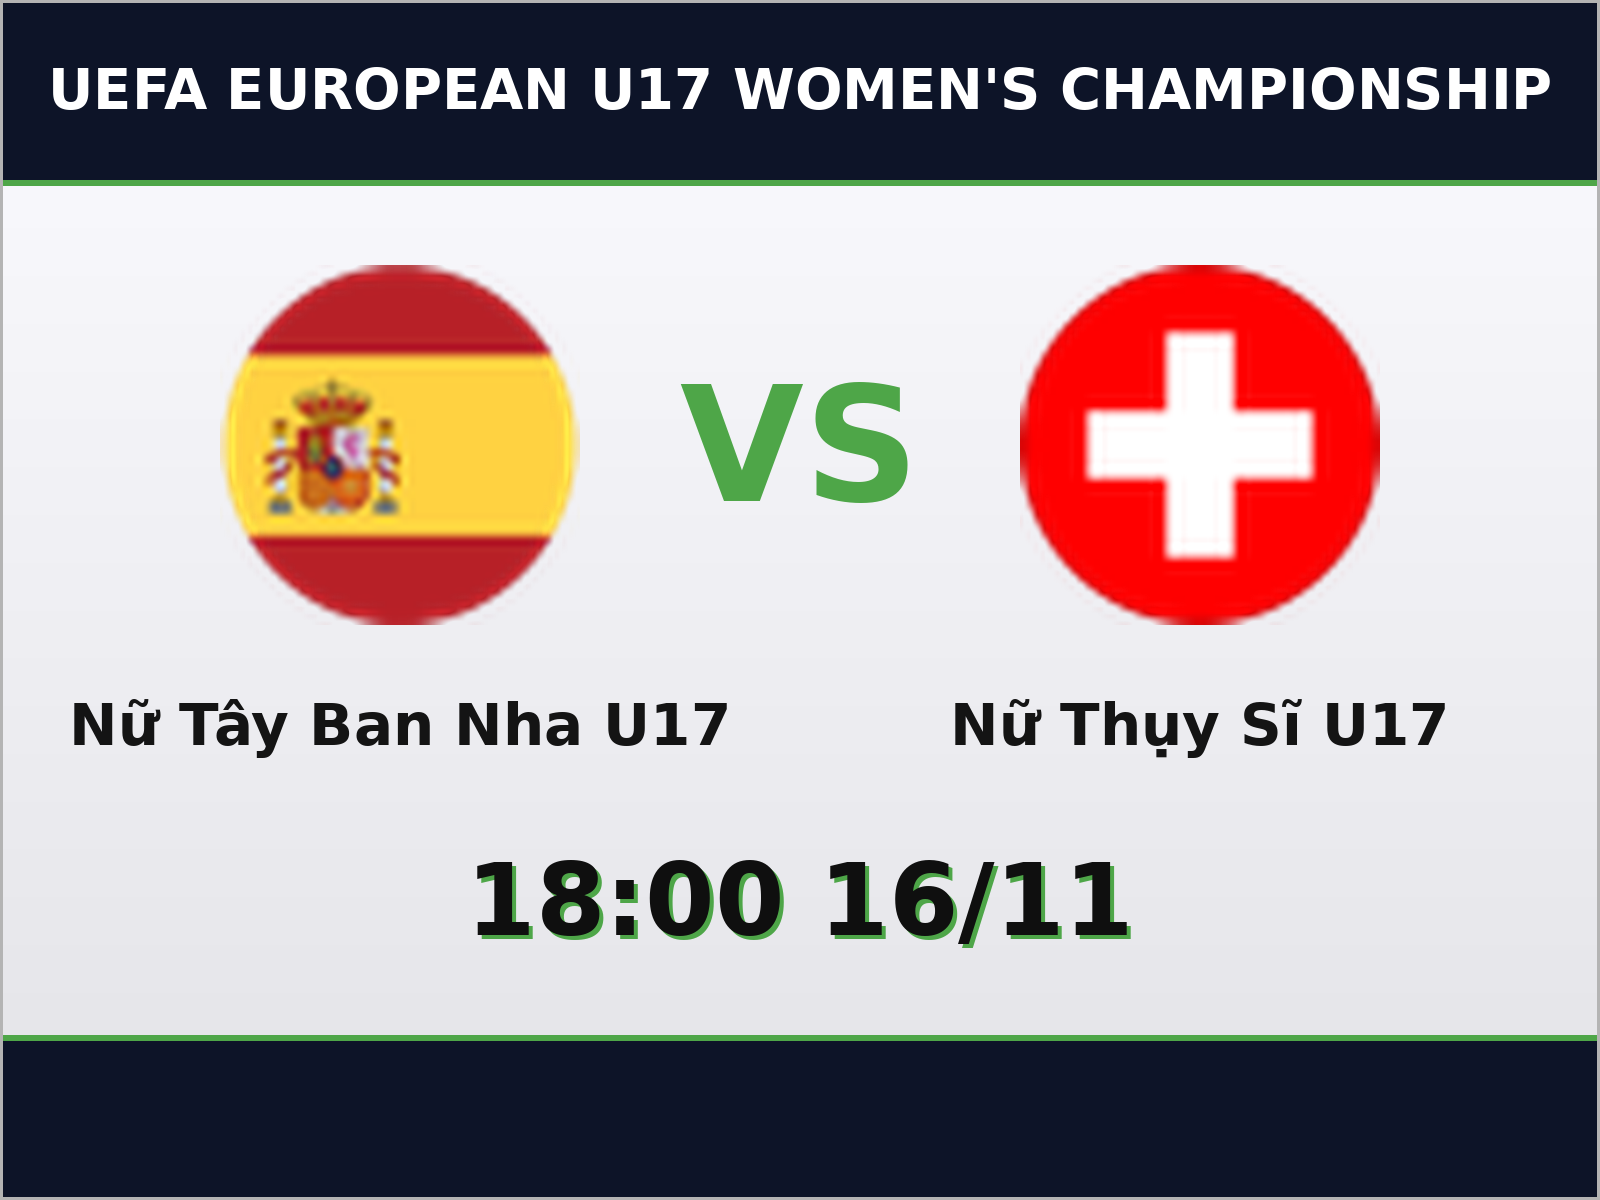 UEFA EUROPEAN U17 WOMEN'S CHAMPIONSHIP
VS
Nữ Tây Ban Nha U17
Nữ Thụy Sĩ U17
18:00 16/11